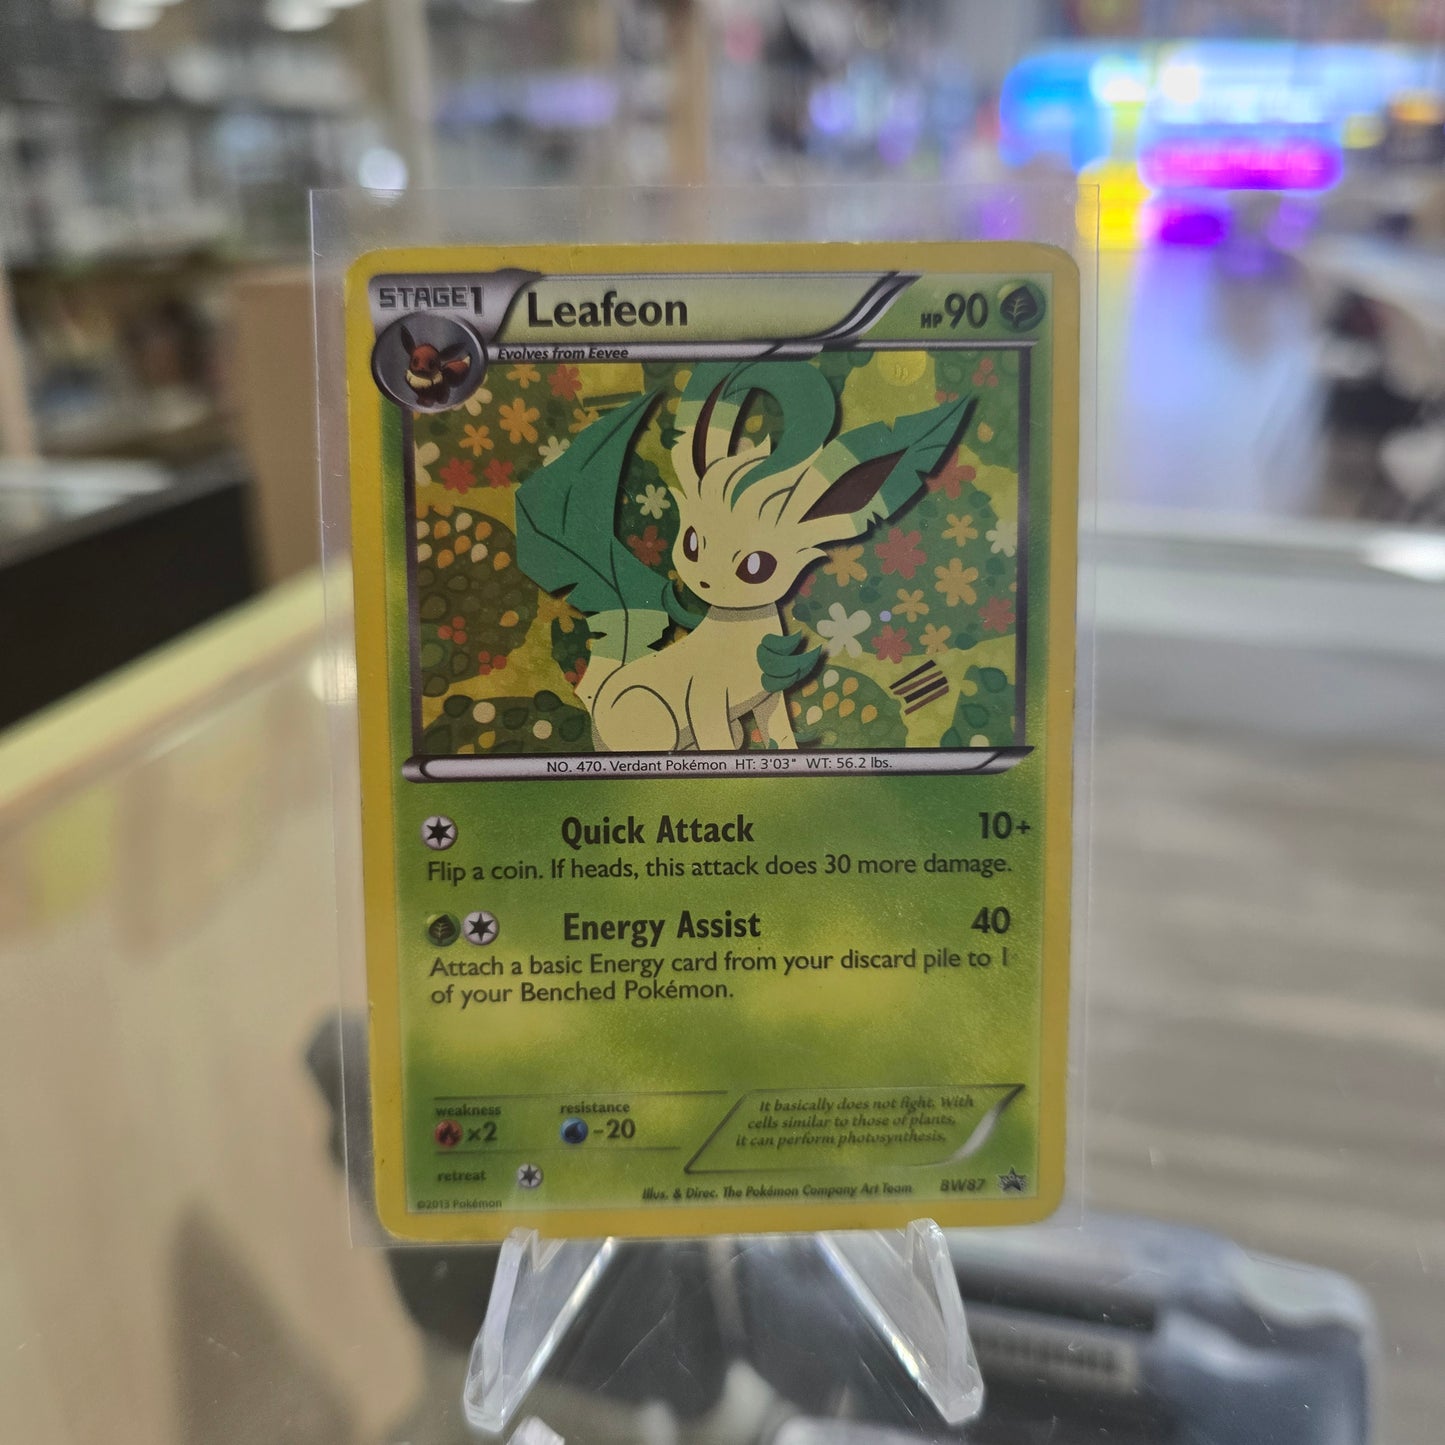 STAGE1
Leafeon
HP90
Evolves from Eevee
NO. 470. Verdant Pokémon HT: 3'03" WT: 56.2 lbs.
Quick Attack 10+
Flip a coin. If heads, this attack does 30 more damage.
Energy Assist 40
Attach a basic Energy card from your discard pile to 1
of your Benched Pokémon.
weakness
×2
resistance
-20
retreat
It basically does not fight. With
cells similar to those of plants,
it can perform photosynthesis.
Illus. & Direc. The Pokémon Company Art Team
BW87
©2013 Pokémon